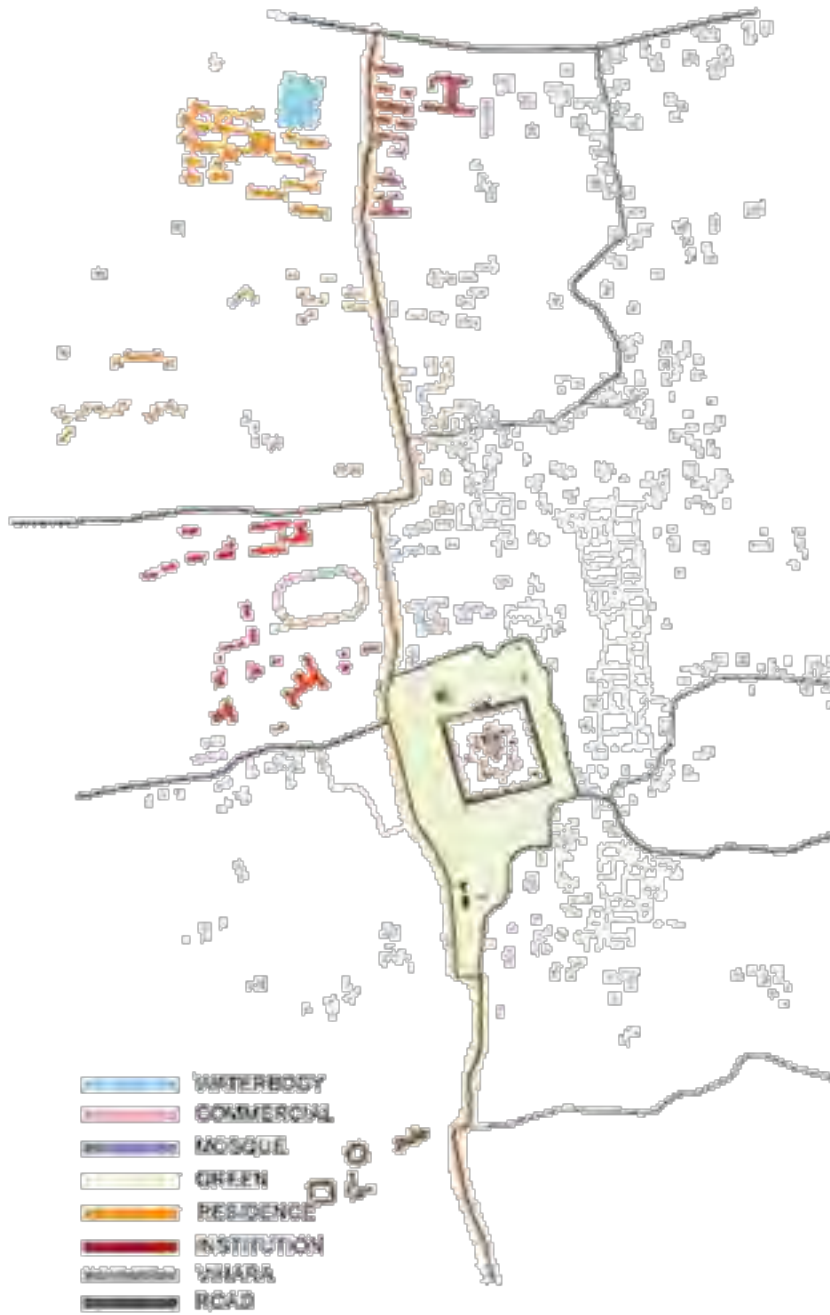 WATERBODY
COMMERCIAL
MOSQUE
GREEN
RESIDENCE
INSTITUTION
VIHARA
ROAD